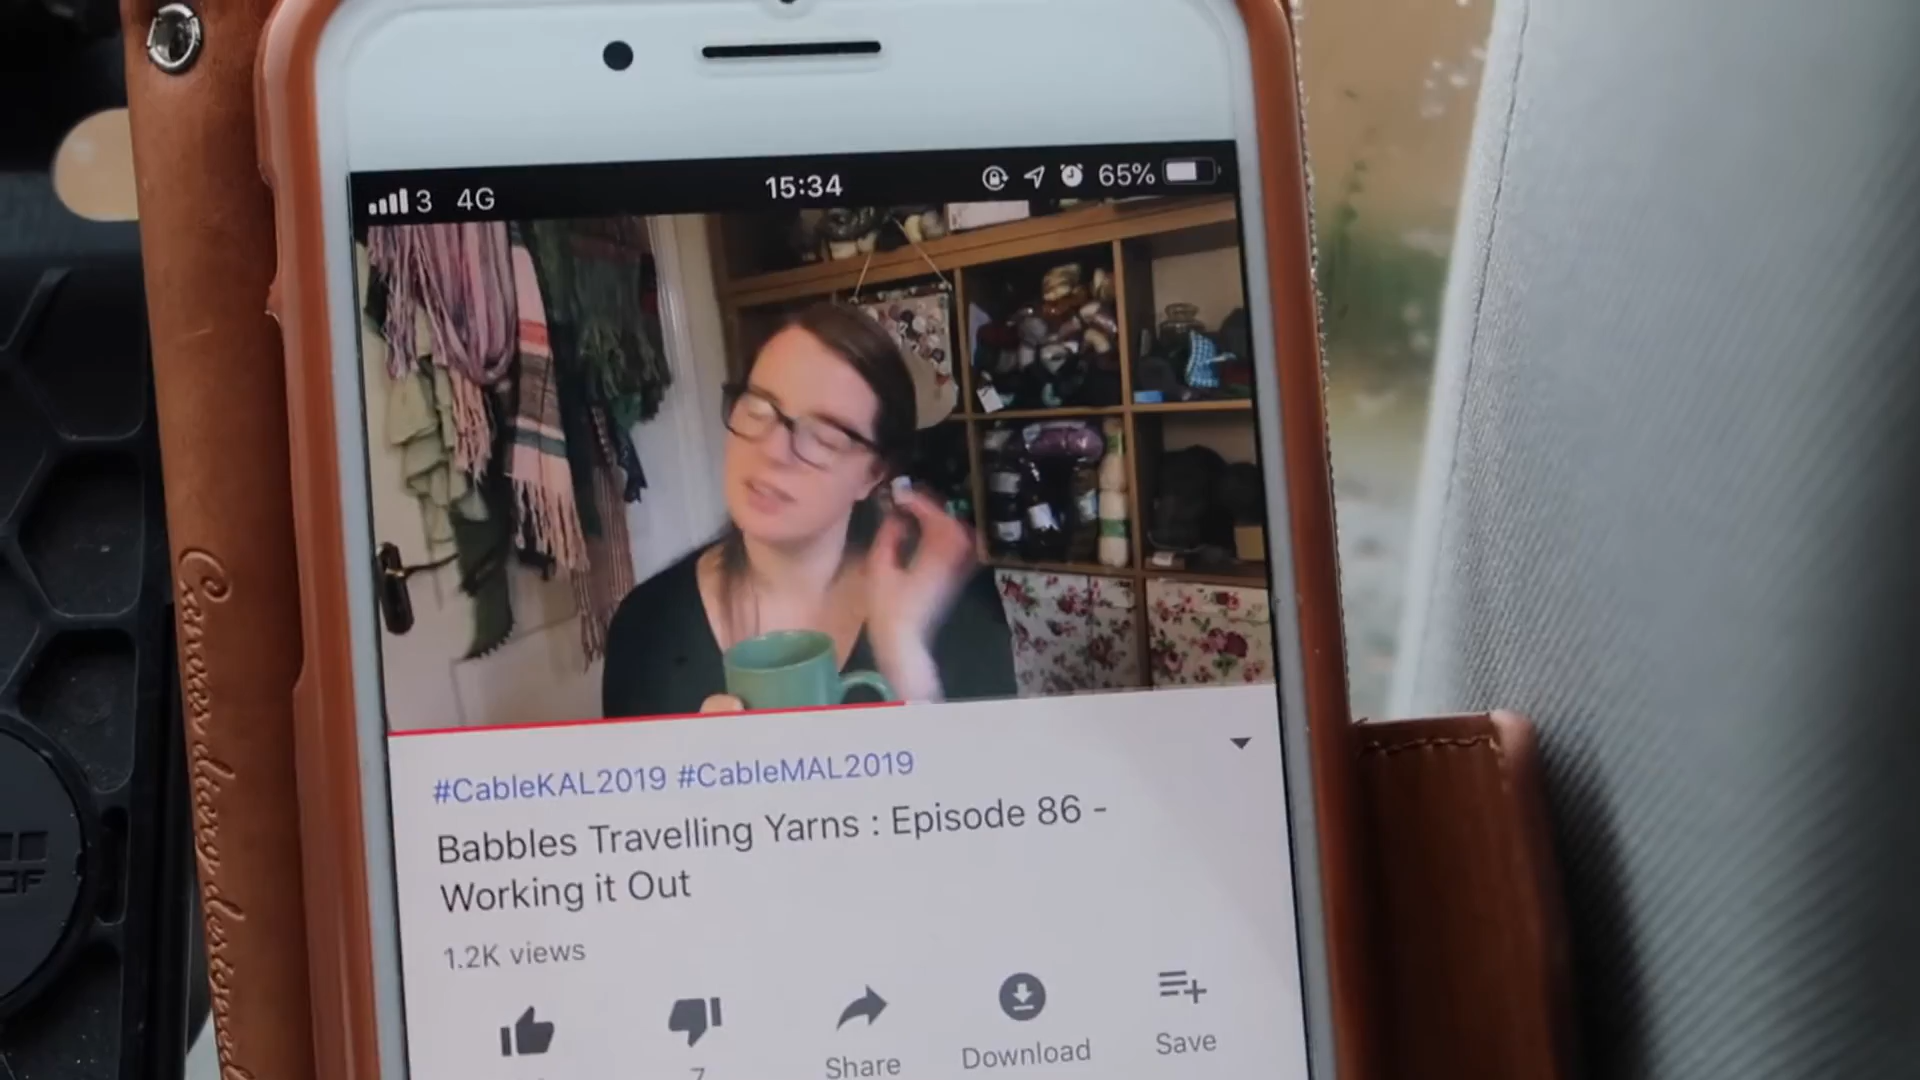 3 4G 15:34 65%
#CableKAL2019 #CableMAL2019
Babbles Travelling Yarns : Episode 86 -
Working it Out
1.2K views
7
Share Download Save